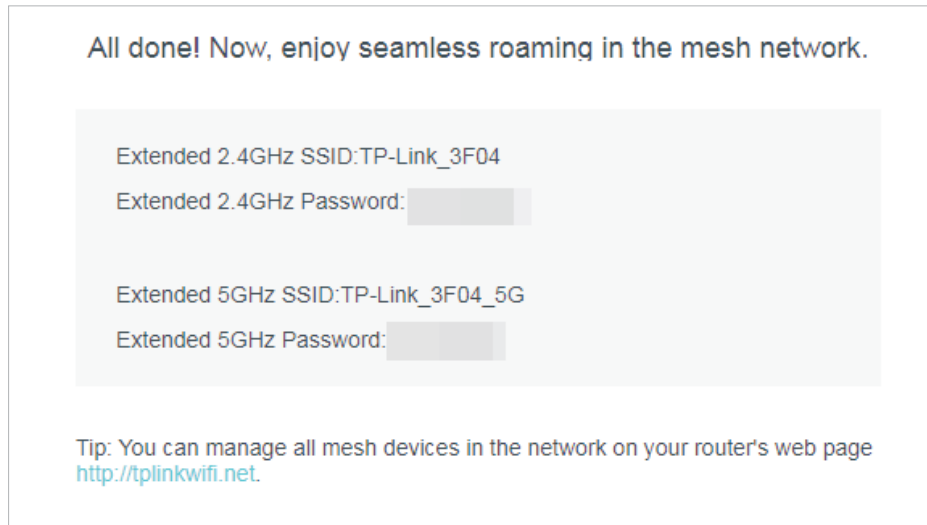 All done! Now, enjoy seamless roaming in the mesh network.
Extended 2.4GHz SSID:TP-Link_3F04
Extended 2.4GHz Password:
Extended 5GHz SSID:TP-Link_3F04_5G
Extended 5GHz Password:
Tip: You can manage all mesh devices in the network on your router's web page
http://tplinkwifi.net.